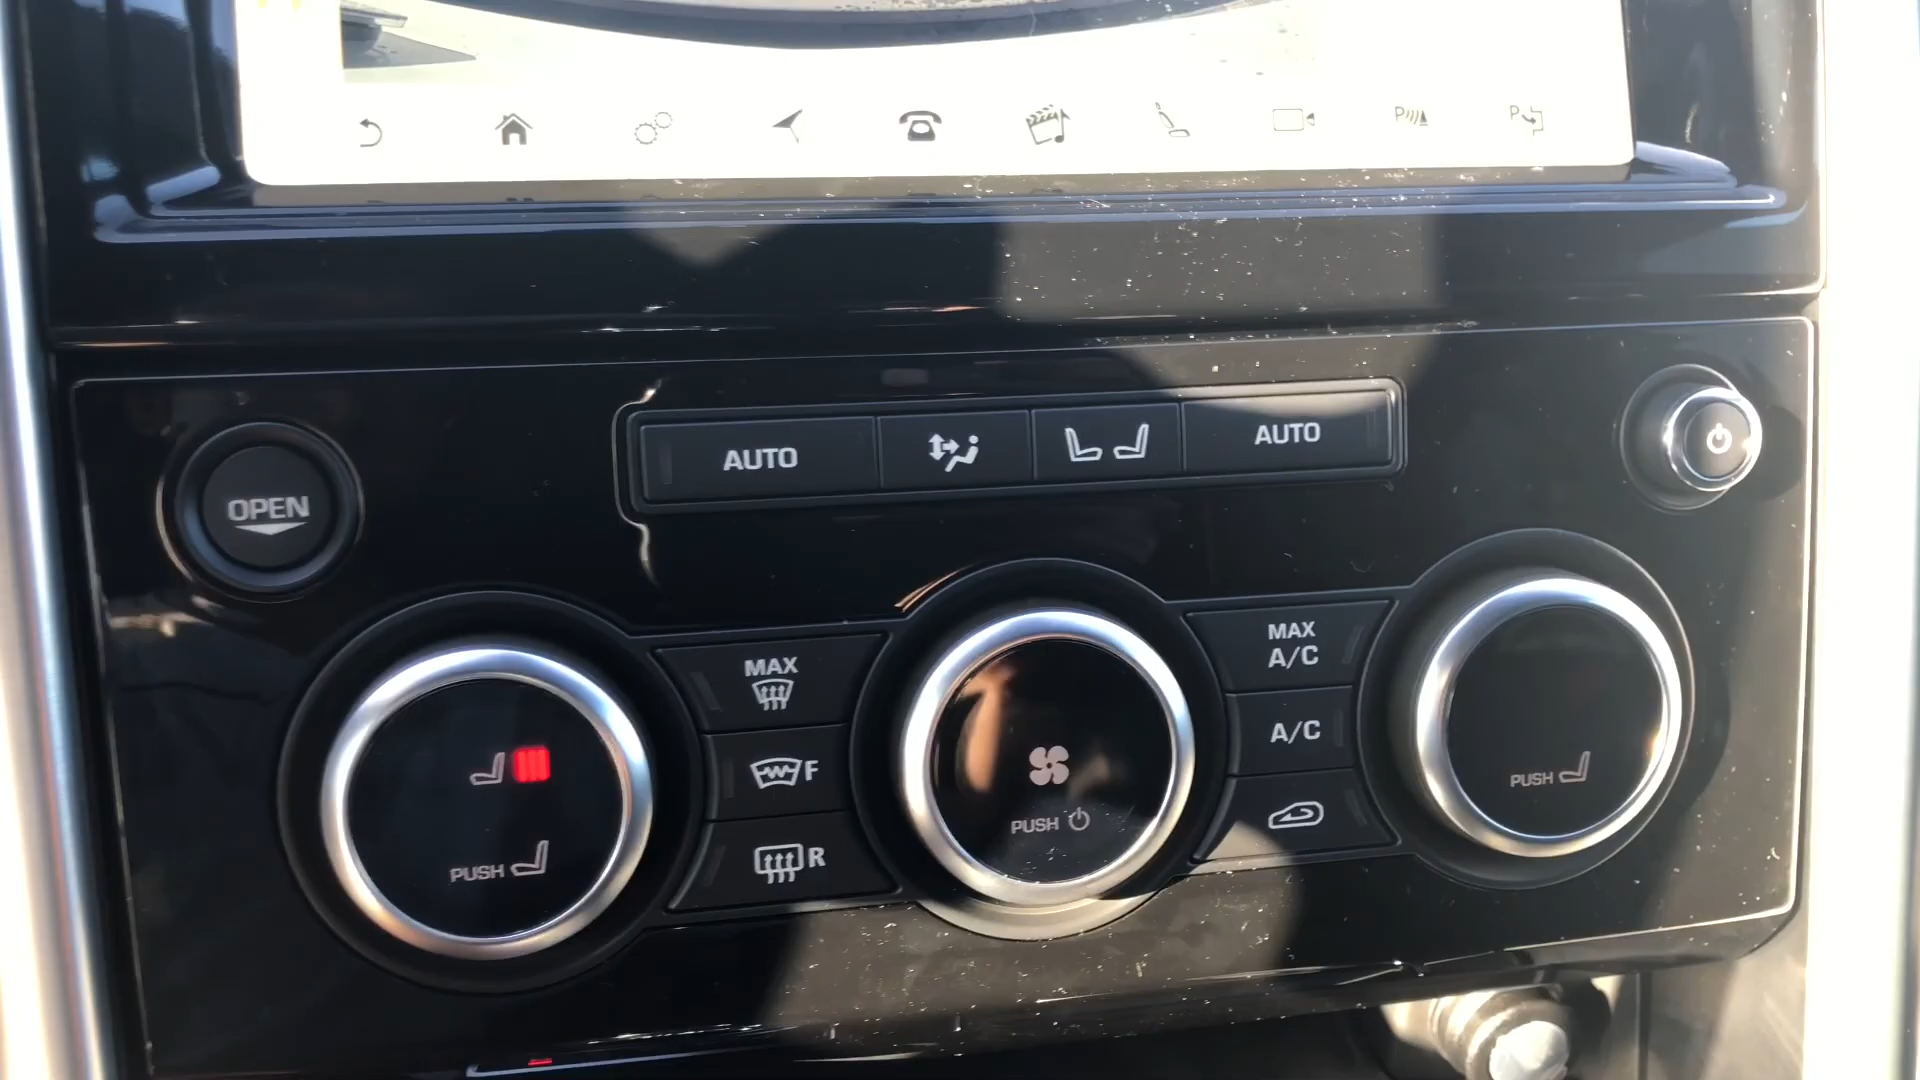 P
P
AUTO
AUTO
OPEN
MAX
MAX
A/C
F
A/C
R
PUSH
PUSH
PUSH